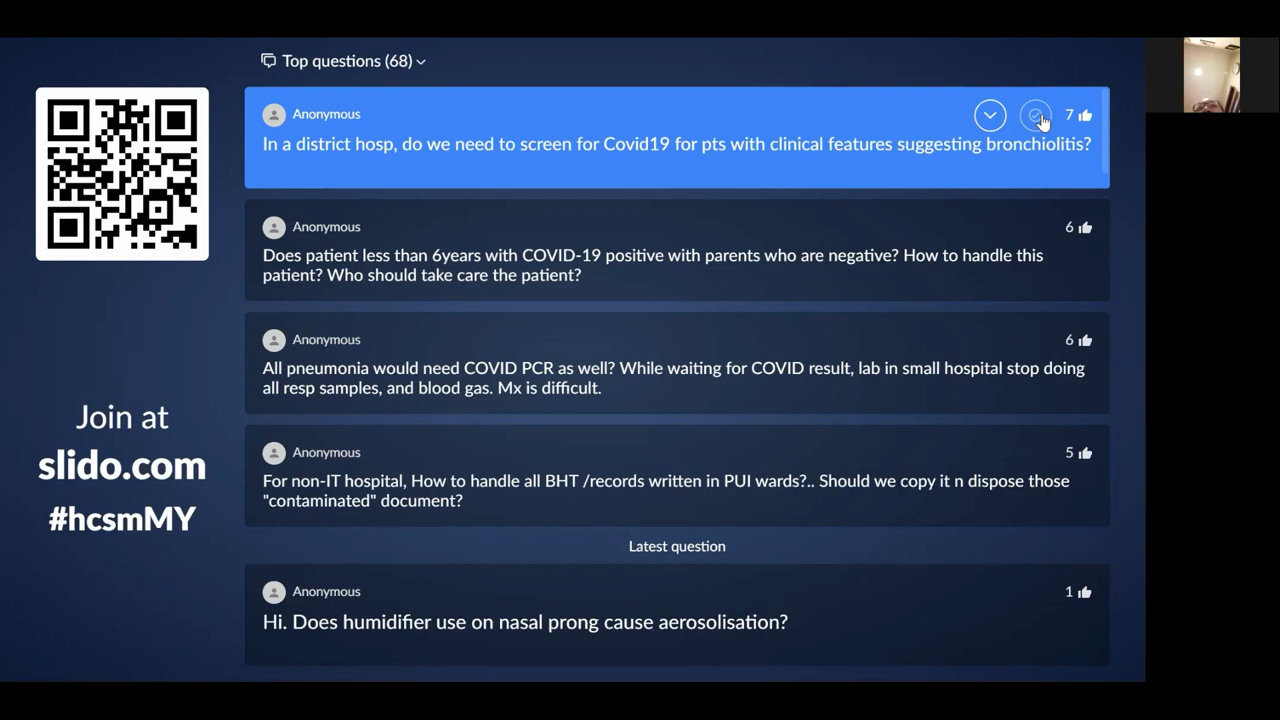 Top questions (68)
Anonymous
7
In a district hosp, do we need to screen for Covid19 for pts with clinical features suggesting bronchiolitis?
Anonymous
6
Does patient less than 6years with COVID-19 positive with parents who are negative? How to handle this
patient? Who should take care the patient?
Anonymous
6
All pneumonia would need COVID PCR as well? While waiting for COVID result, lab in small hospital stop doing
all resp samples, and blood gas. Mx is difficult.
Anonymous
5
For non-IT hospital, How to handle all BHT /records written in PUI wards?.. Should we copy it n dispose those
"contaminated" document?
Latest question
Anonymous
1
Hi. Does humidifier use on nasal prong cause aerosolisation?
Join at
slido.com
#hcsmMY